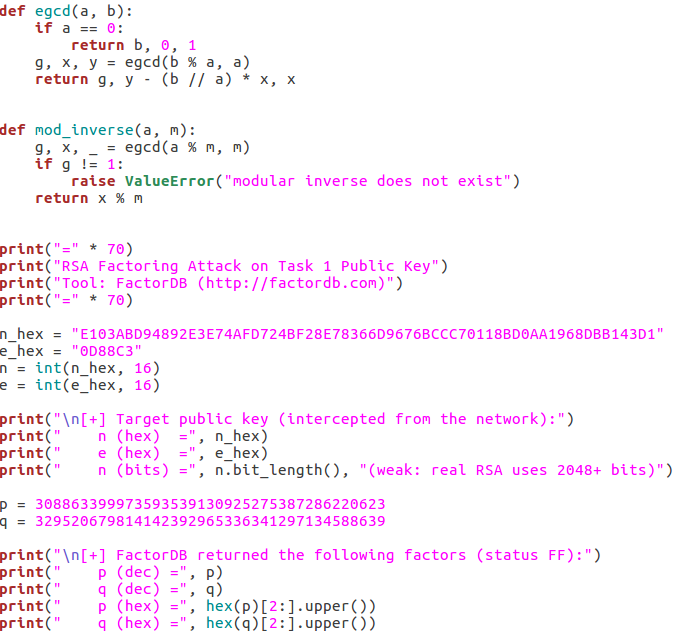 def egcd(a, b):
    if a == 0:
        return b, 0, 1
    g, x, y = egcd(b % a, a)
    return g, y - (b // a) * x, x
def mod_inverse(a, m):
    g, x, _ = egcd(a % m, m)
    if g != 1:
        raise ValueError("modular inverse does not exist")
    return x % m
print("=" * 70)
print("RSA Factoring Attack on Task 1 Public Key")
print("Tool: FactorDB (http://factordb.com)")
print("=" * 70)
n_hex = "E103ABD94892E3E74AFD724BF28E78366D9676BCCC70118BD0AA1968DBB143D1"
e_hex = "0D88C3"
n = int(n_hex, 16)
e = int(e_hex, 16)
print("\n[+] Target public key (intercepted from the network):")
print("    n (hex)  =", n_hex)
print("    e (hex)  =", e_hex)
print("    n (bits) =", n.bit_length(), "(weak: real RSA uses 2048+ bits)")
p = 308863399973593539130925275387286220623
q = 329520679814142392965336341297134588639
print("\n[+] FactorDB returned the following factors (status FF):")
print("    p (dec) =", p)
print("    q (dec) =", q)
print("    p (hex) =", hex(p)[2:].upper())
print("    q (hex) =", hex(q)[2:].upper())